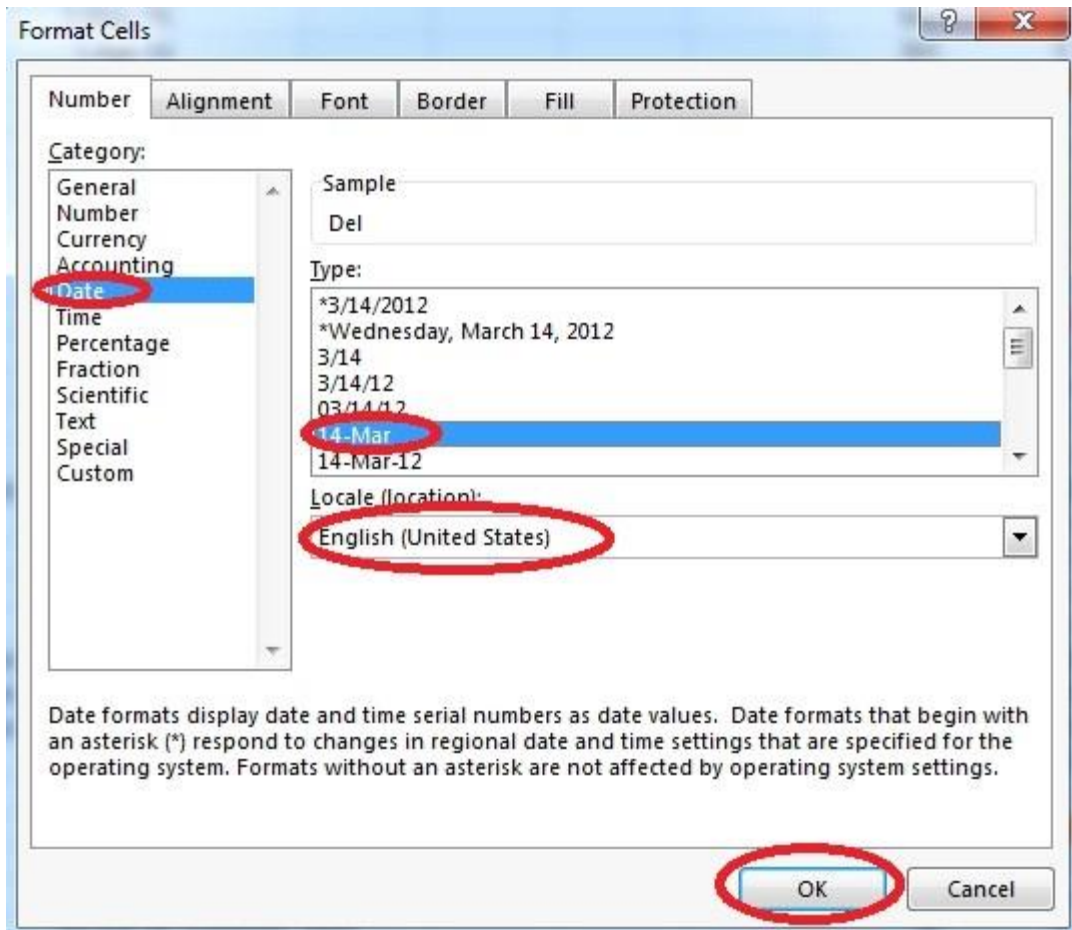 Format Cells
Number Alignment Font Border Fill Protection
Category:
General
Number
Currency
Accounting
Date
Time
Percentage
Fraction
Scientific
Text
Special
Custom
Sample
Del
Type:
*3/14/2012
*Wednesday, March 14, 2012
3/14
3/14/12
03/14/12
14-Mar
14-Mar-12
Locale (location):
English (United States)
Date formats display date and time serial numbers as date values. Date formats that begin with
an asterisk (*) respond to changes in regional date and time settings that are specified for the
operating system. Formats without an asterisk are not affected by operating system settings.
OK Cancel